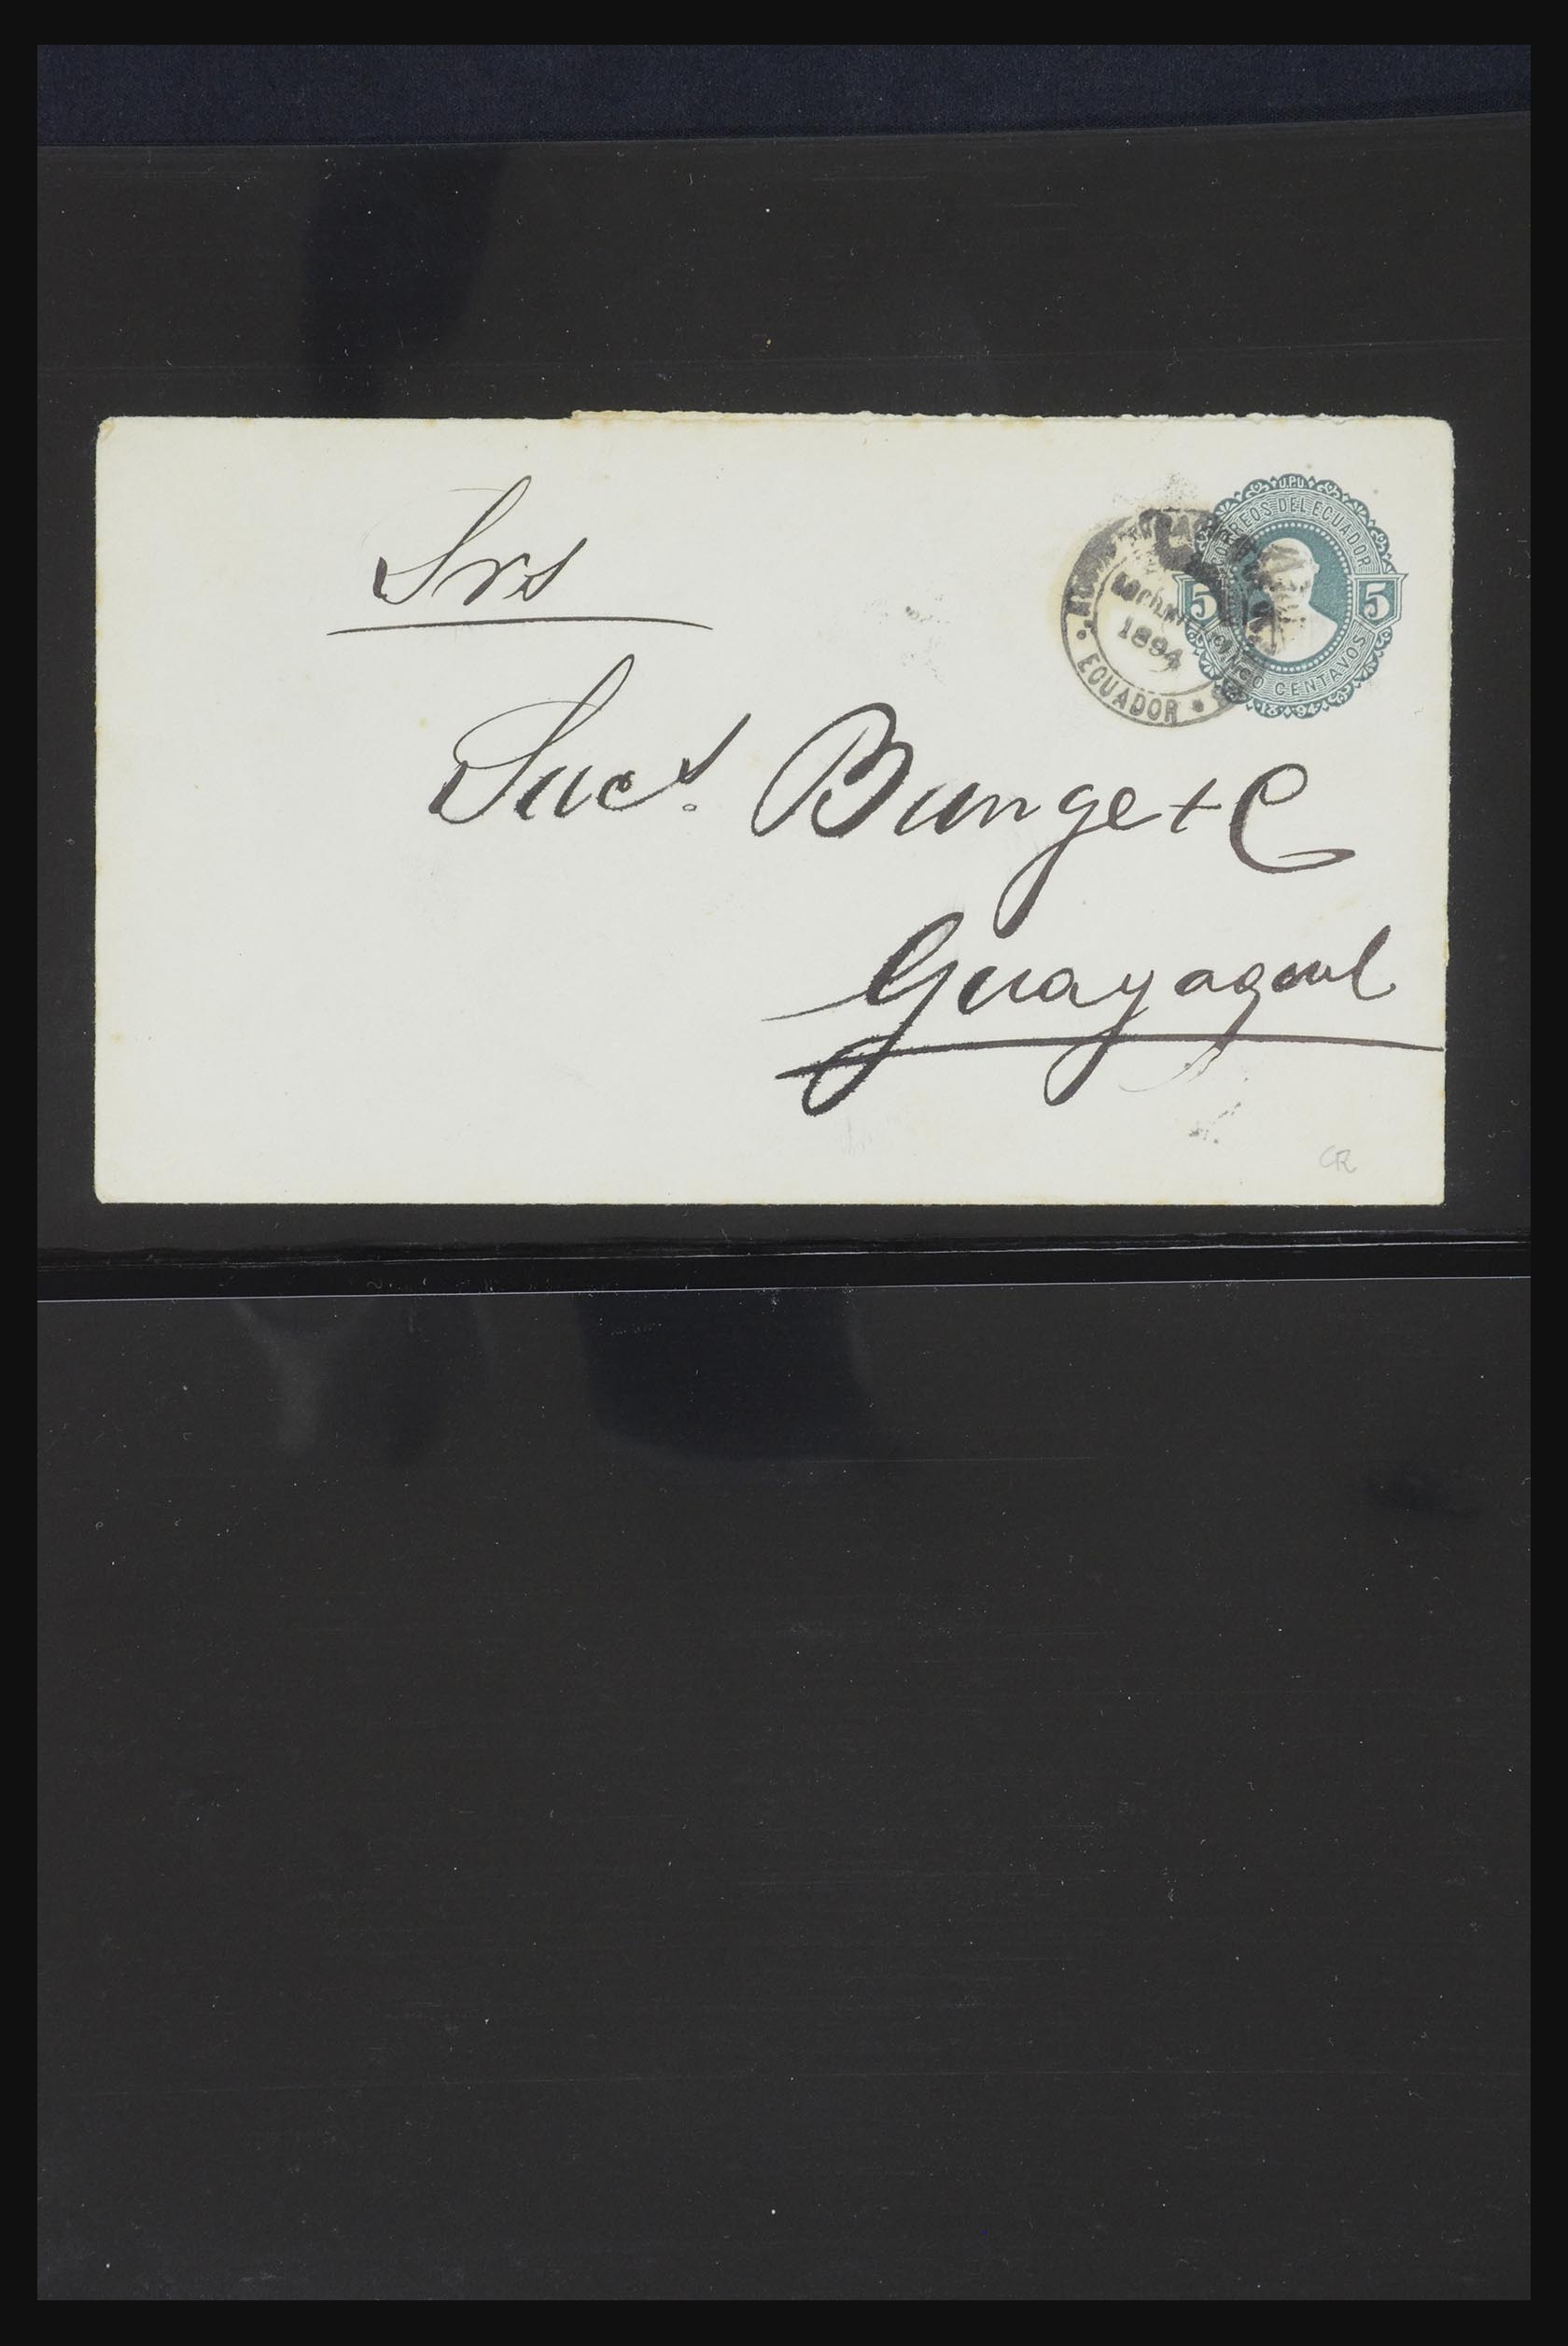 U.P.U.
CORREOS DEL ECUADOR
5 5
CINCO CENTAVOS
1894
1894
ECUADOR
Srs
Sucs. Bunge + C
Guayaquil
CR